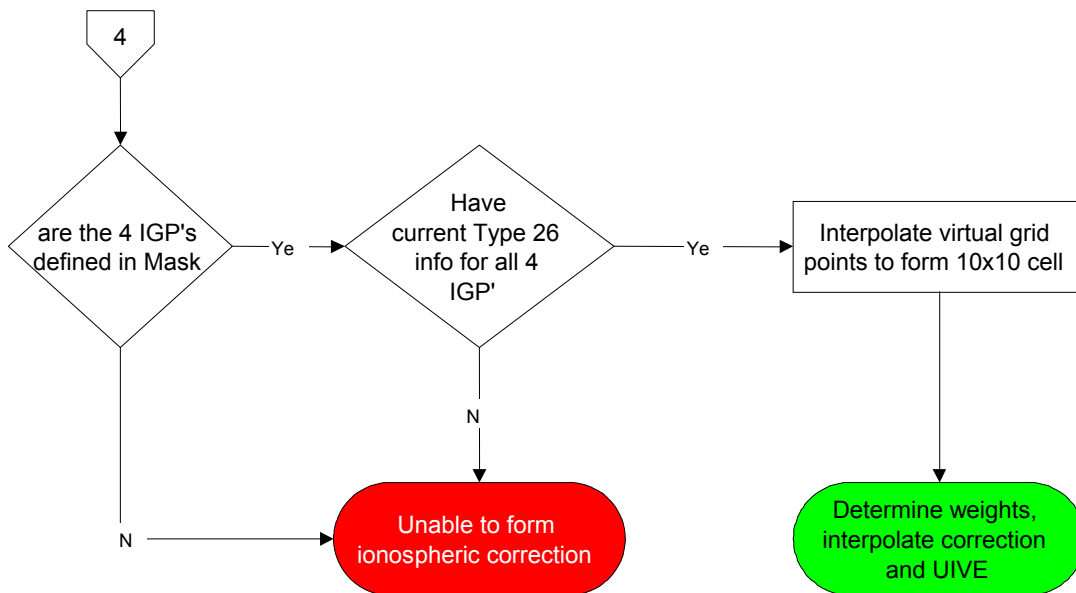 4
are the 4 IGP's
defined in Mask
Ye
Have
current Type 26
info for all 4
IGP'
Ye
Interpolate virtual grid
points to form 10x10 cell
N
N
Unable to form
ionospheric correction
Determine weights,
interpolate correction
and UIVE